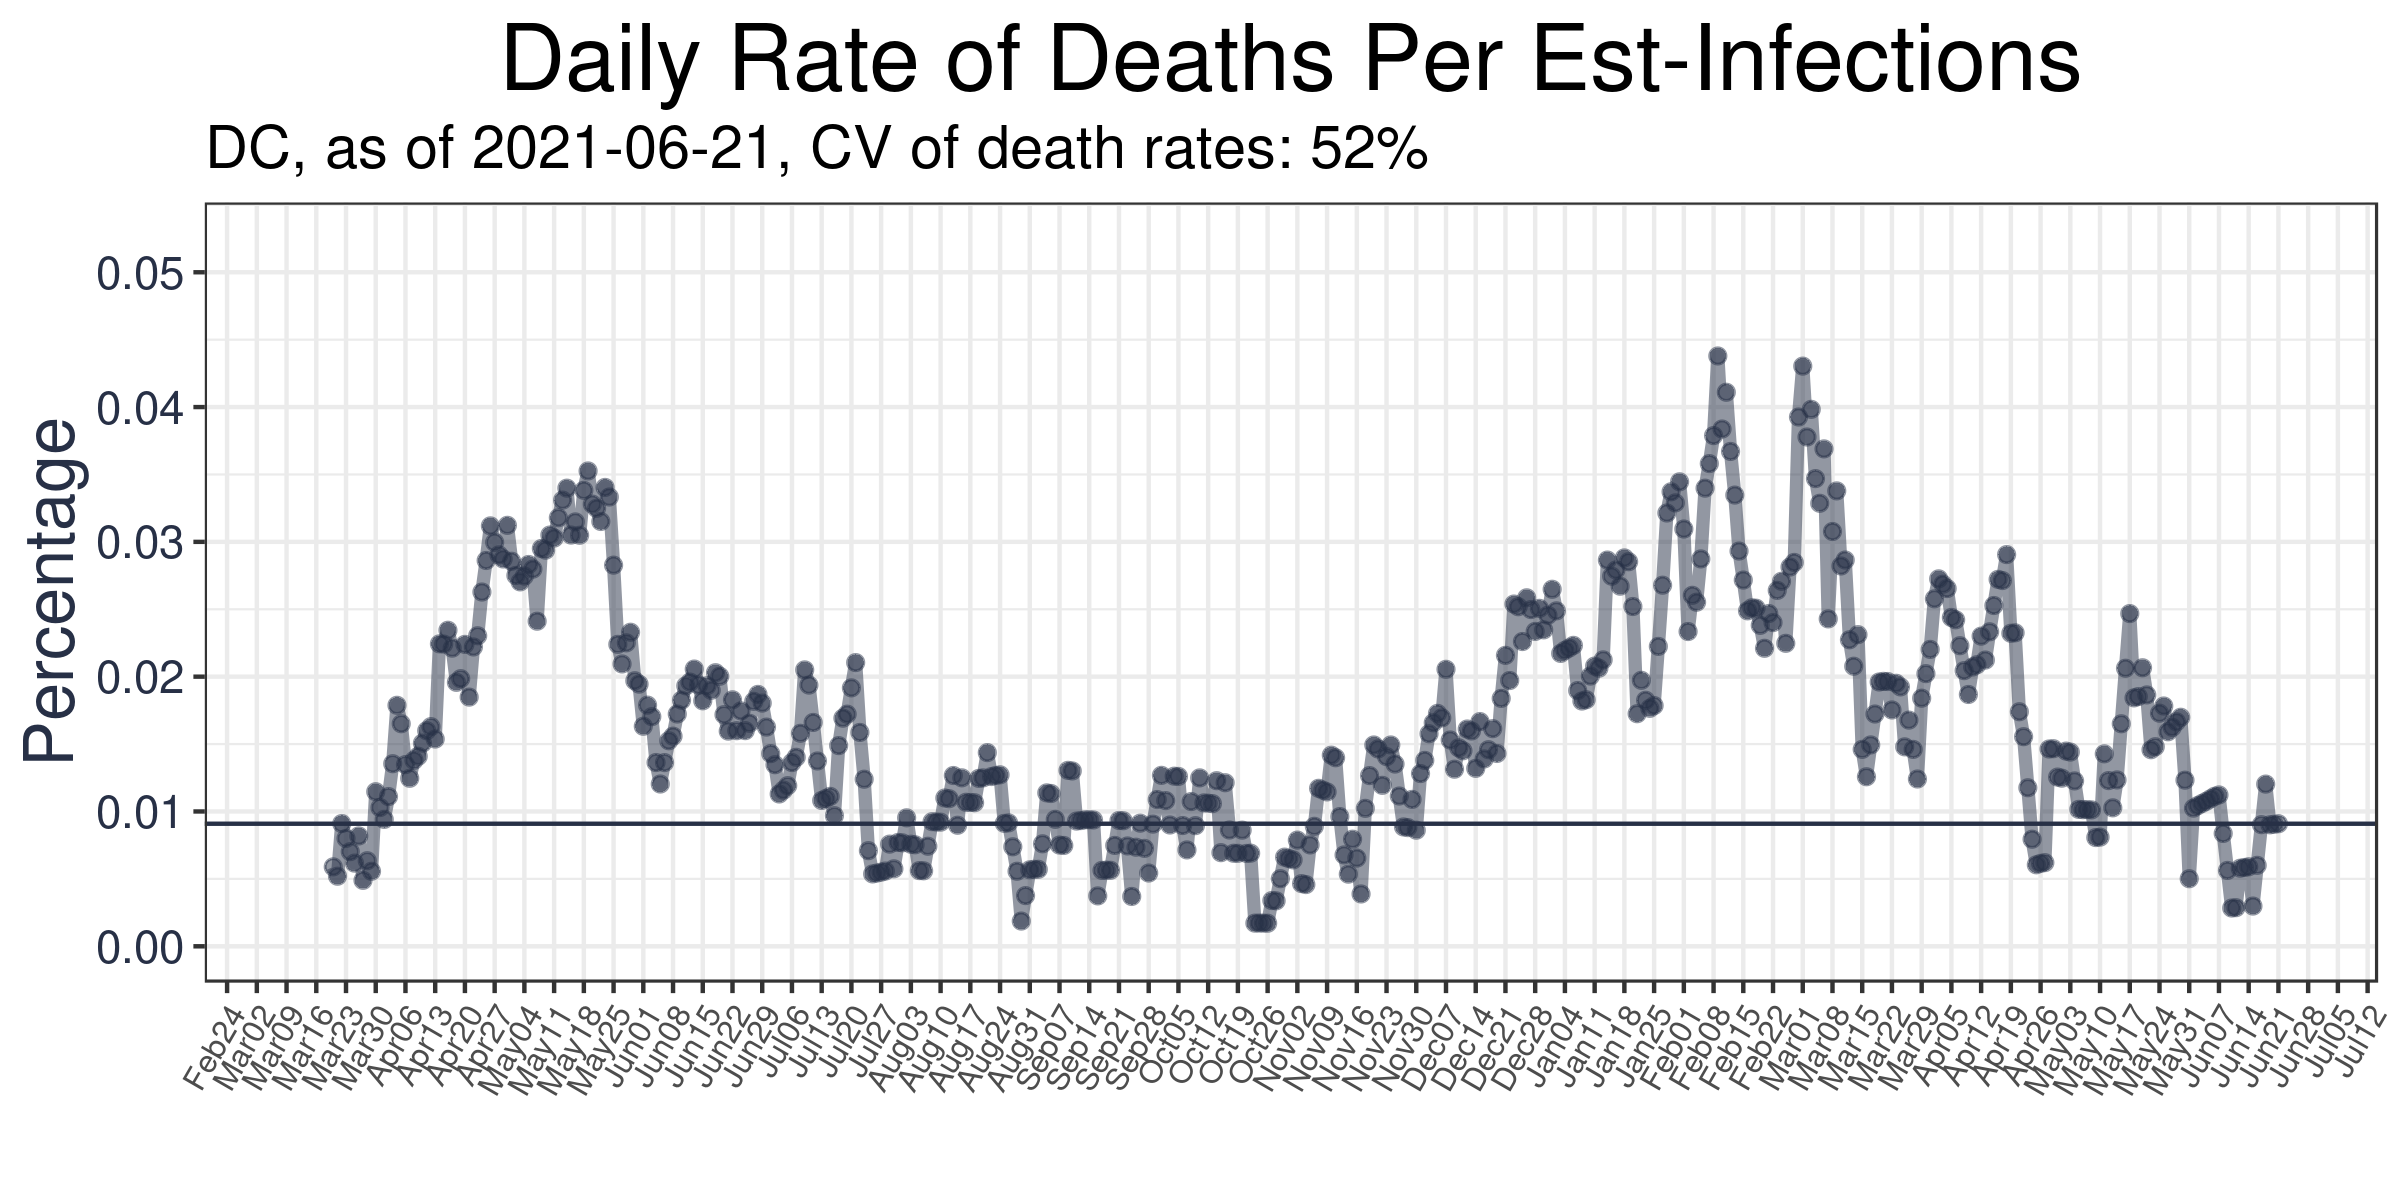 Daily Rate of Deaths Per Est-Infections
DC, as of 2021-06-21, CV of death rates: 52%
Percentage
0.05
0.04
0.03
0.02
0.01
0.00
Feb24
Mar02
Mar09
Mar16
Mar23
Mar30
Apr06
Apr13
Apr20
Apr27
May04
May11
May18
May25
Jun01
Jun08
Jun15
Jun22
Jun29
Jul06
Jul13
Jul20
Jul27
Aug03
Aug10
Aug17
Aug24
Aug31
Sep07
Sep14
Sep21
Sep28
Oct05
Oct12
Oct19
Oct26
Nov02
Nov09
Nov16
Nov23
Nov30
Dec07
Dec14
Dec21
Dec28
Dec04
Jan11
Jan18
Jan25
Feb01
Feb08
Feb15
Feb22
Mar01
Mar08
Mar15
Mar22
Mar29
Apr05
Apr12
Apr19
Apr26
May03
May10
May17
May24
May31
May07
Jun14
Jun21
Jun28
Jul05
Jul12